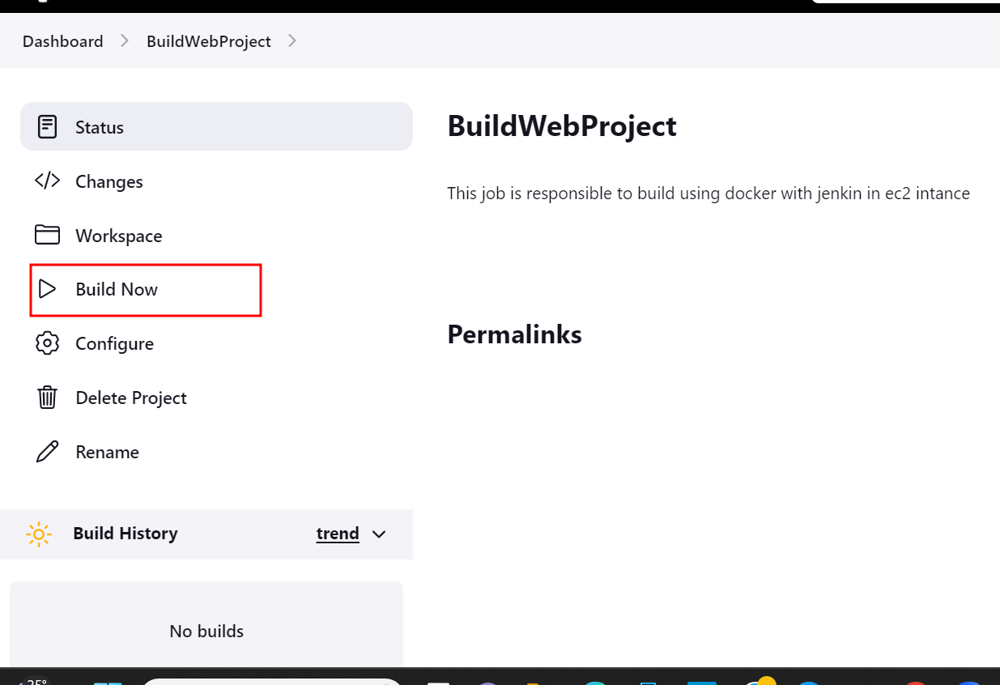 Dashboard
BuildWebProject
Status
Changes
Workspace
Build Now
Configure
Delete Project
Rename
Build History
trend
No builds
BuildWebProject
This job is responsible to build using docker with jenkin in ec2 intance
Permalinks
25°